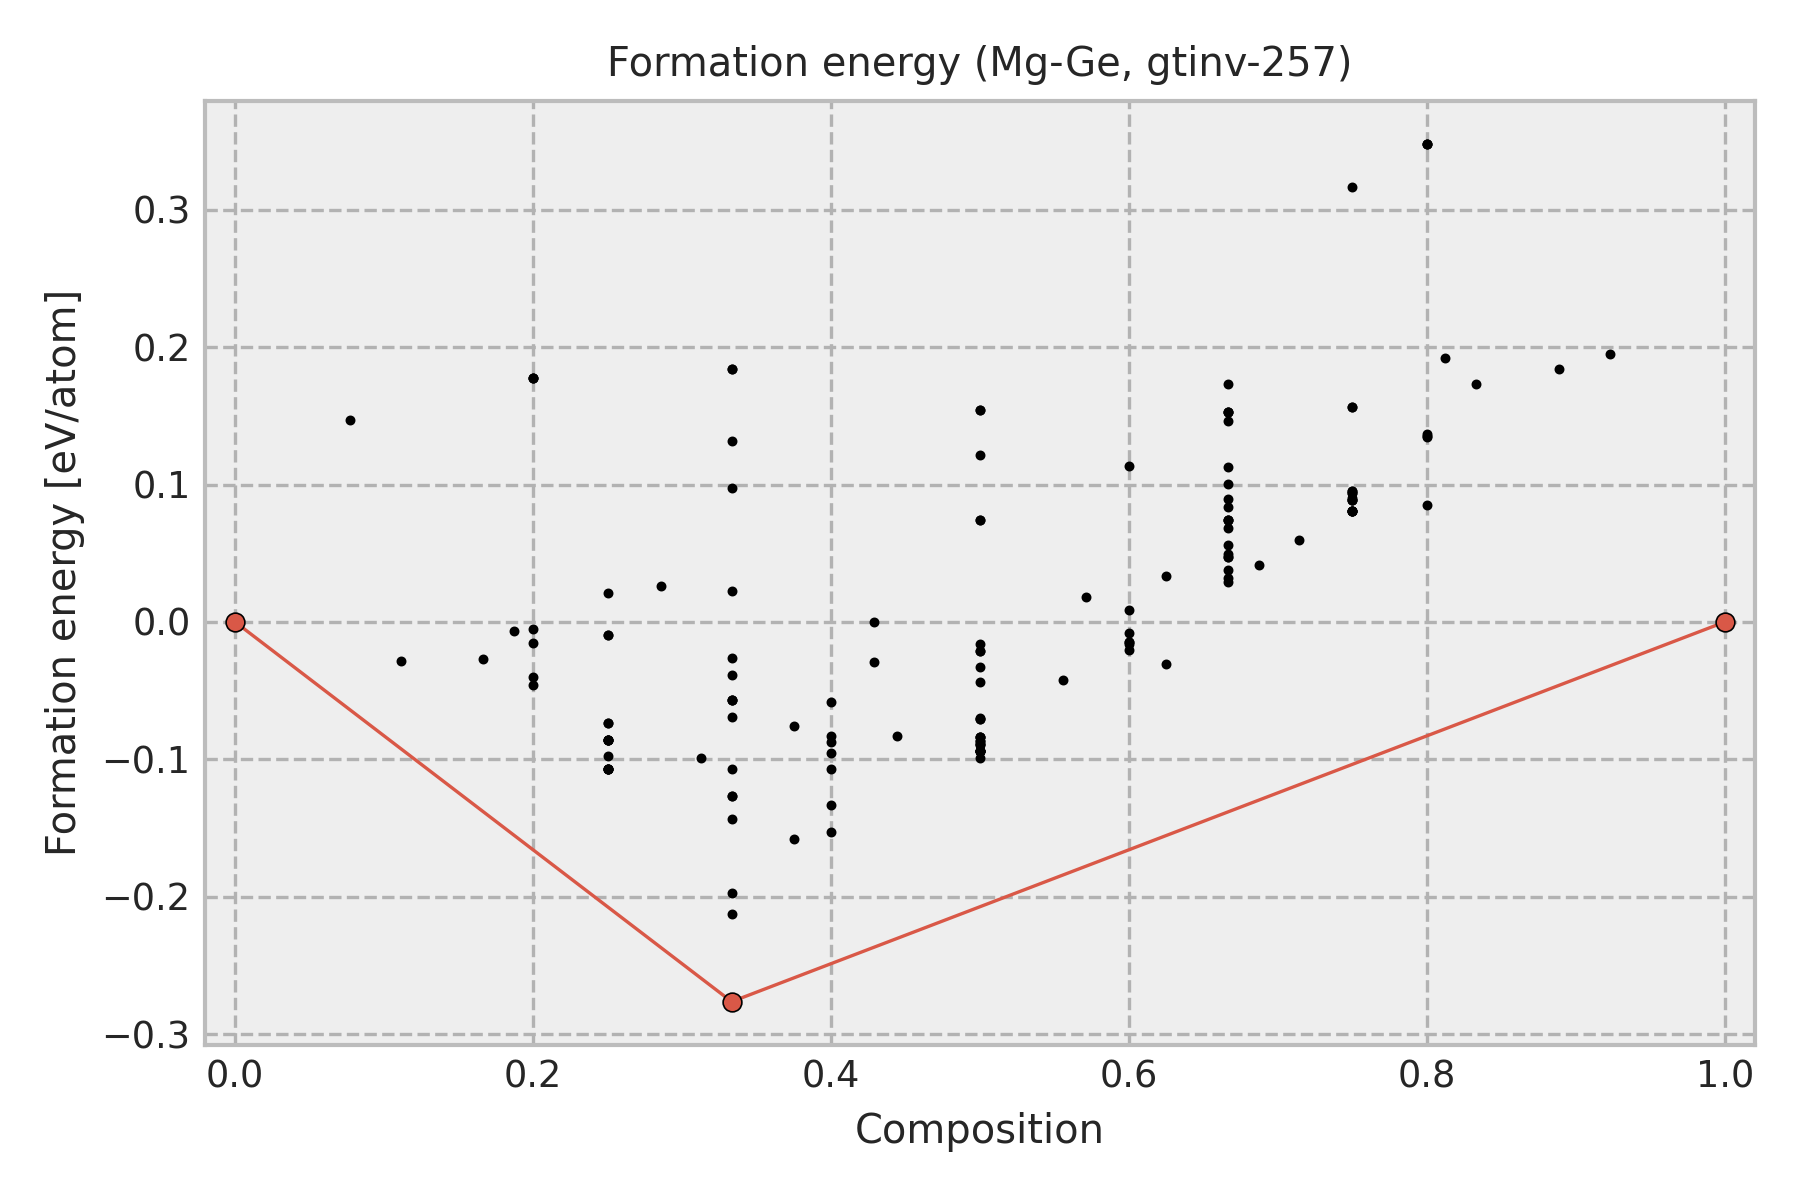 Formation energy (Mg-Ge, gtinv-257)
Formation energy [eV/atom]
0.3
0.2
0.1
0.0
−0.1
−0.2
−0.3
0.0 0.2 0.4 0.6 0.8 1.0
Composition